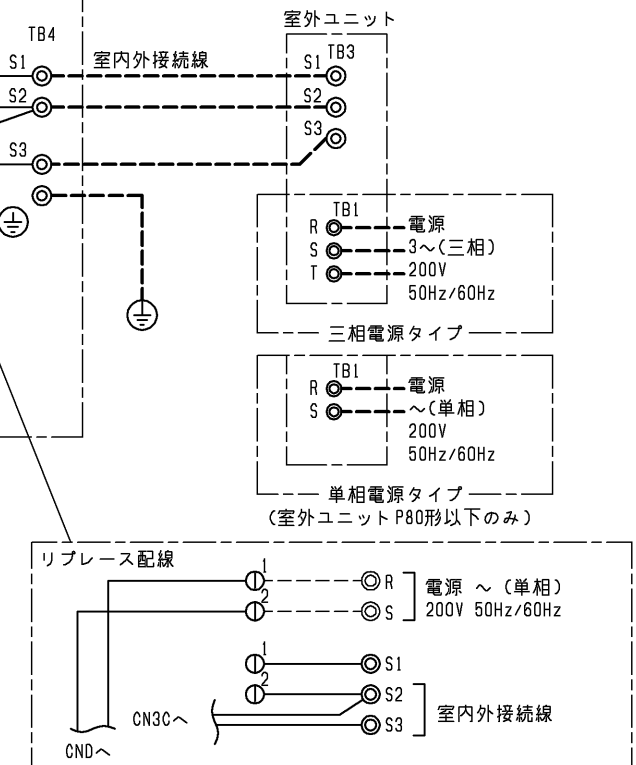 室外ユニット
TB4
TB3
S1
室内外接続線
S1
S2
S2
S3
S3
TB1
R
電源
S
3～(三相)
T
200V
50Hz/60Hz
三相電源タイプ
TB1
R
電源
S
～(単相)
200V
50Hz/60Hz
単相電源タイプ
(室外ユニットP80形以下のみ)
リプレース配線
1
R
電源 ～ (単相)
2
S
200V 50Hz/60Hz
1
S1
2
S2
CN3Cへ
S3
室内外接続線
CNDへ